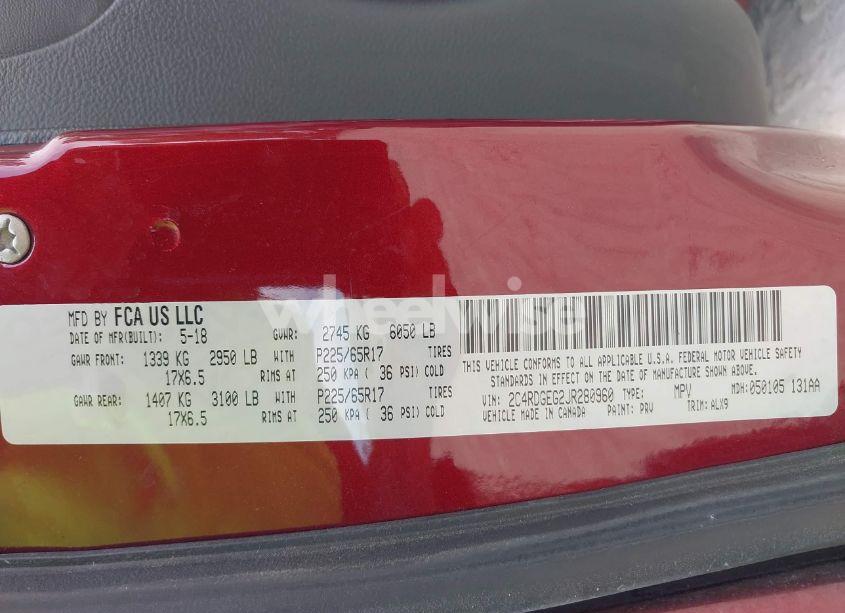 MFD BY FCA US LLC
DATE OF MFR(BUILT): 5-18 GVWR: 2745 KG 6050 LB
GAWR FRONT: 1339 KG 2950 LB WITH P225/65R17 TIRES
17X6.5 RIMS AT 250 KPA ( 36 PSI) COLD
GAWR REAR: 1407 KG 3100 LB WITH P225/65R17 TIRES
17X6.5 RIMS AT 250 KPA ( 36 PSI) COLD
THIS VEHICLE CONFORMS TO ALL APPLICABLE U.S.A. FEDERAL MOTOR VEHICLE SAFETY
STANDARDS IN EFFECT ON THE DATE OF MANUFACTURE SHOWN ABOVE.
VIN: 2C4RDGEG2JR280960 TYPE: MPV MDH: 050105 131AA
VEHICLE MADE IN CANADA PAINT: PRV TRIM: ALX9
wheelwise